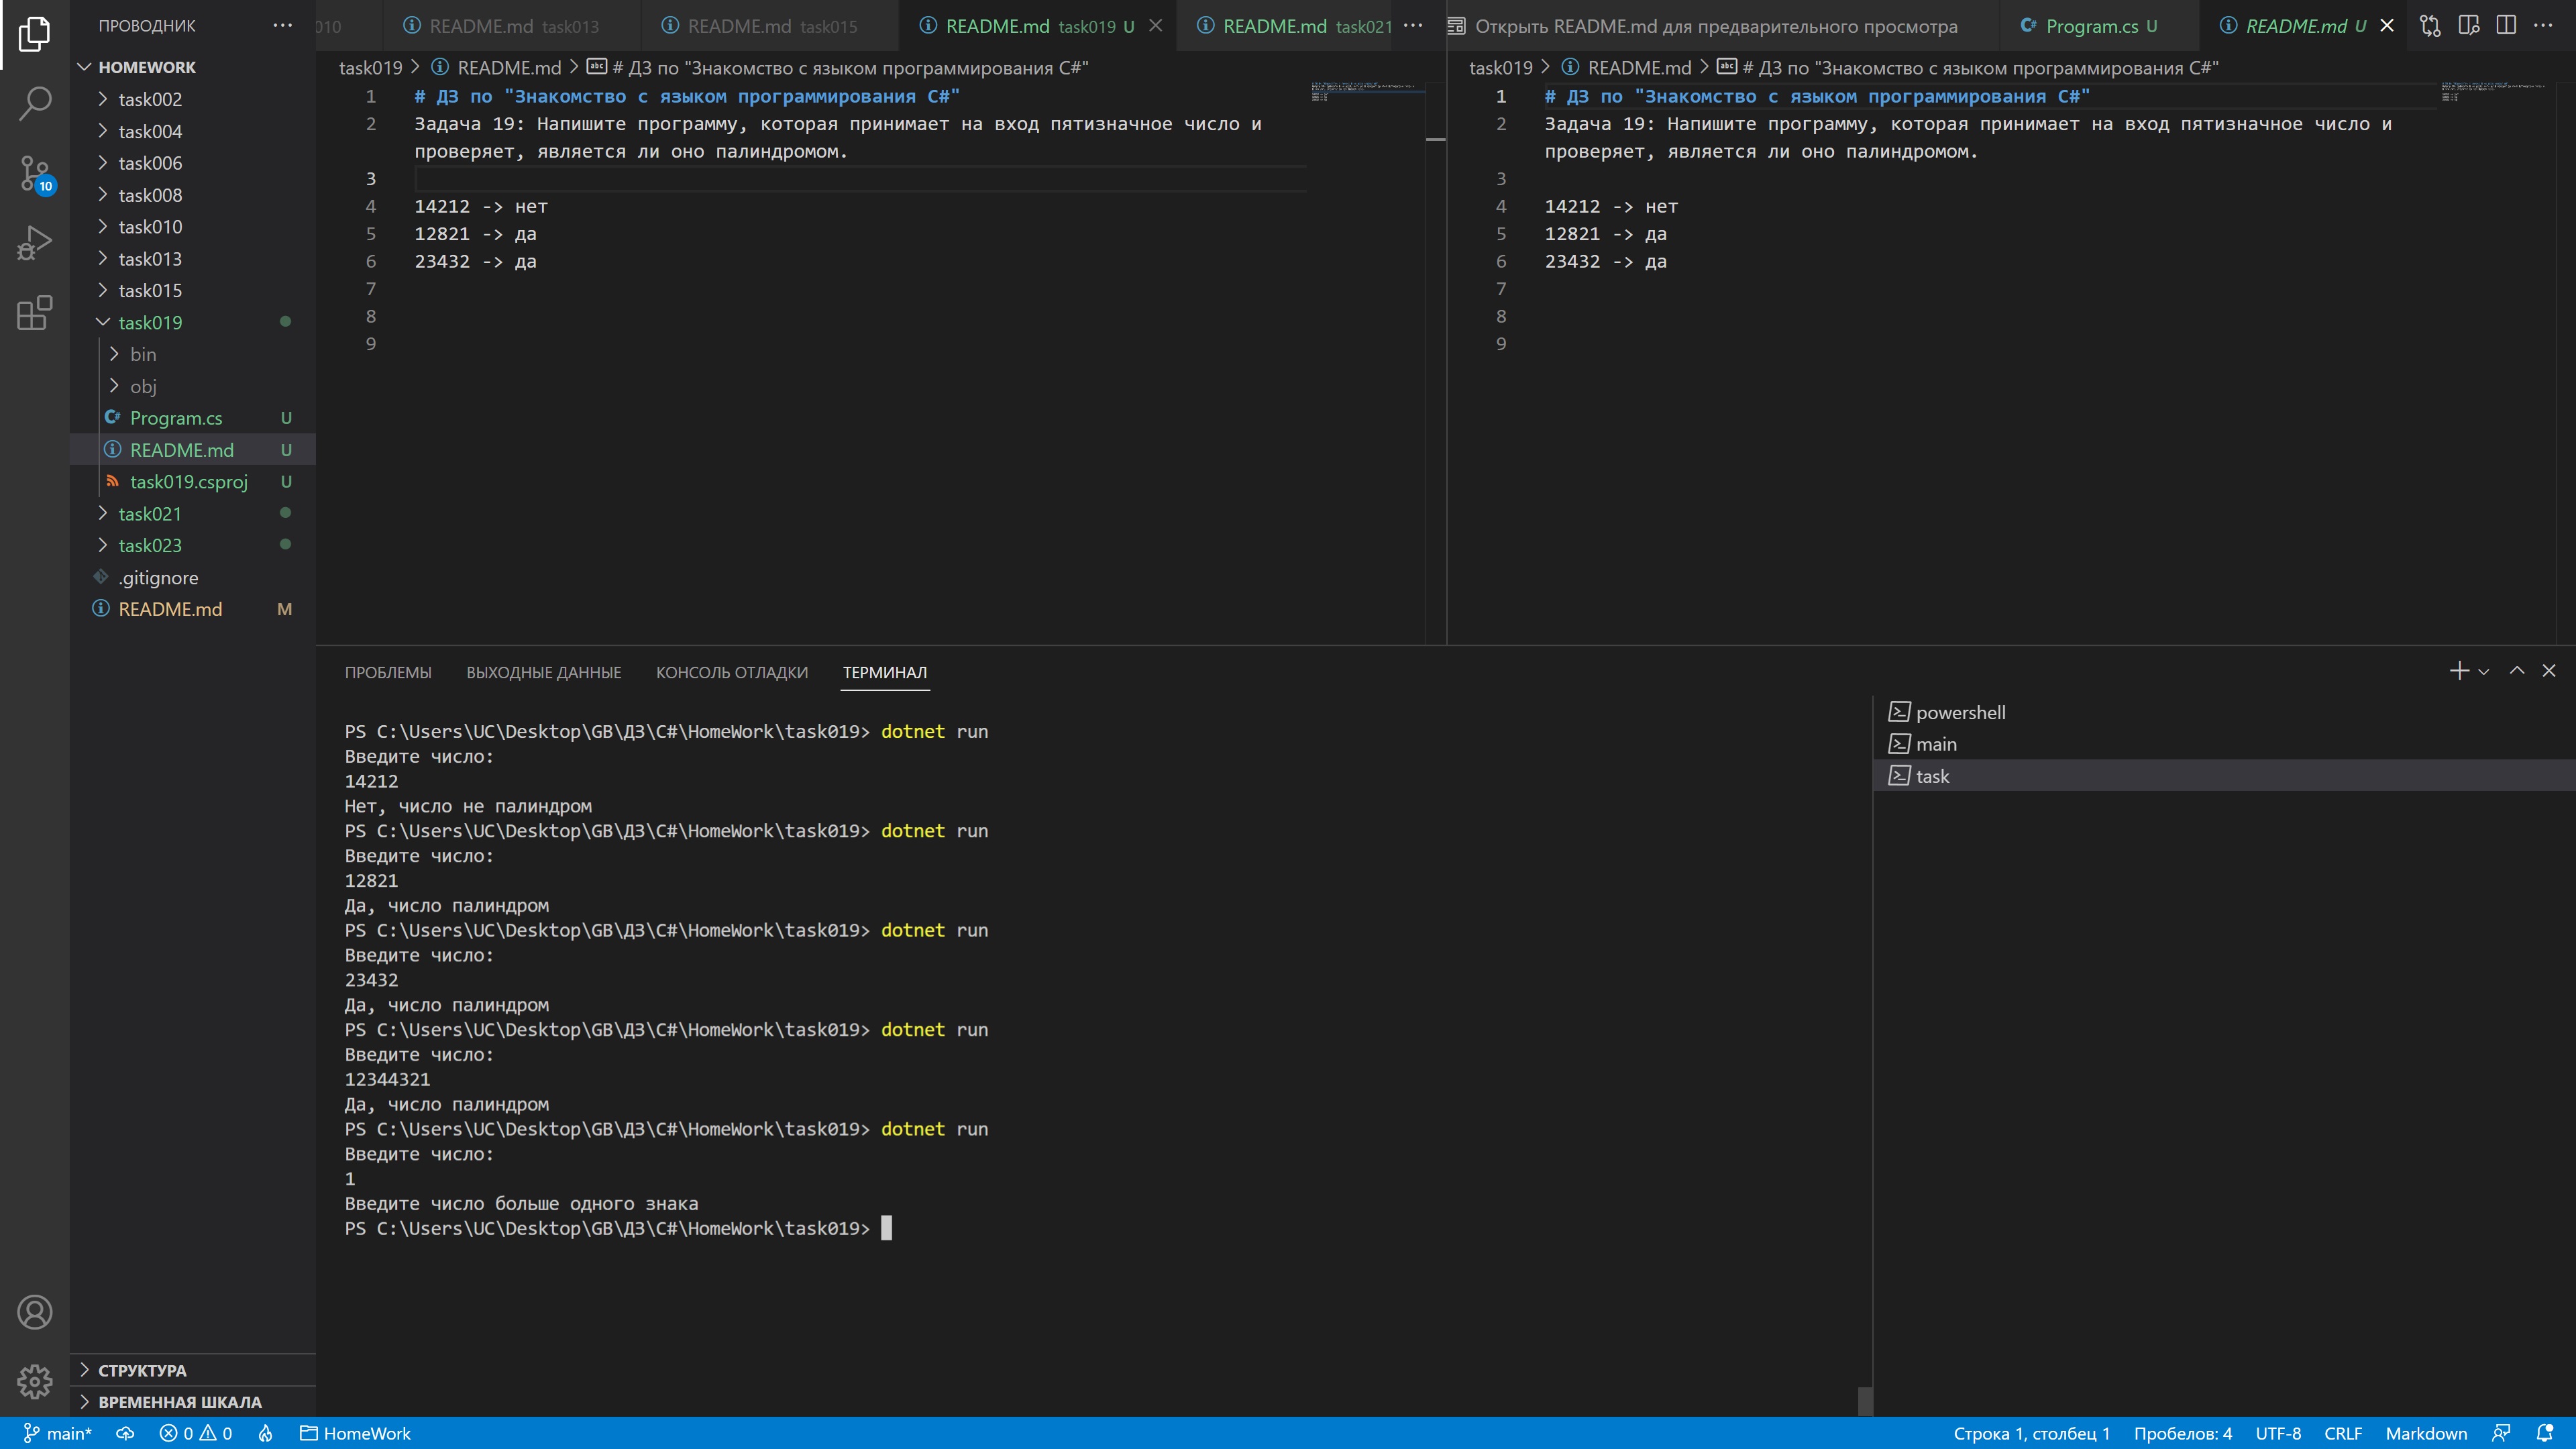 ПРОВОДНИК
HOMEWORK
task002
task004
task006
task008
task010
task013
task015
task019
bin
obj
Program.cs U
README.md U
task019.csproj U
task021
task023
.gitignore
README.md M
СТРУКТУРА
ВРЕМЕННАЯ ШКАЛА
10
010 README.md task013 README.md task015 README.md task019 U README.md task021
task019 > README.md > # ДЗ по "Знакомство с языком программирования C#"
1 # ДЗ по "Знакомство с языком программирования C#"
2 Задача 19: Напишите программу, которая принимает на вход пятизначное число и
проверяет, является ли оно палиндромом.
3
4 14212 -> нет
5 12821 -> да
6 23432 -> да
7
8
9
Открыть README.md для предварительного просмотра Program.cs U README.md U
task019 > README.md > # ДЗ по "Знакомство с языком программирования C#"
1 # ДЗ по "Знакомство с языком программирования C#"
2 Задача 19: Напишите программу, которая принимает на вход пятизначное число и
проверяет, является ли оно палиндромом.
3
4 14212 -> нет
5 12821 -> да
6 23432 -> да
7
8
9
ПРОБЛЕМЫ ВЫХОДНЫЕ ДАННЫЕ КОНСОЛЬ ОТЛАДКИ ТЕРМИНАЛ
PS C:\Users\UC\Desktop\GB\ДЗ\C#\HomeWork\task019> dotnet run
Введите число:
14212
Нет, число не палиндром
PS C:\Users\UC\Desktop\GB\ДЗ\C#\HomeWork\task019> dotnet run
Введите число:
12821
Да, число палиндром
PS C:\Users\UC\Desktop\GB\ДЗ\C#\HomeWork\task019> dotnet run
Введите число:
23432
Да, число палиндром
PS C:\Users\UC\Desktop\GB\ДЗ\C#\HomeWork\task019> dotnet run
Введите число:
12344321
Да, число палиндром
PS C:\Users\UC\Desktop\GB\ДЗ\C#\HomeWork\task019> dotnet run
Введите число:
1
Введите число больше одного знака
PS C:\Users\UC\Desktop\GB\ДЗ\C#\HomeWork\task019>
powershell
main
task
main* 0 0 HomeWork Строка 1, столбец 1 Пробелов: 4 UTF-8 CRLF Markdown